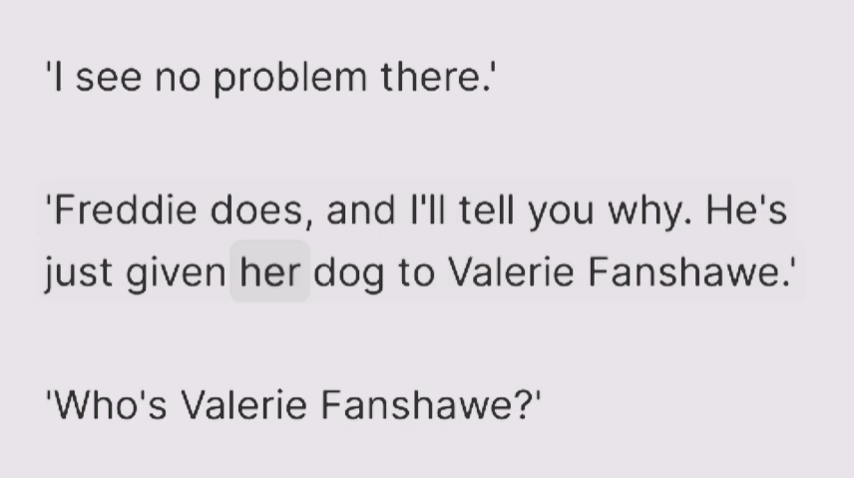 'I see no problem there.'
'Freddie does, and I'll tell you why. He's
just given her dog to Valerie Fanshawe.'
'Who's Valerie Fanshawe?'